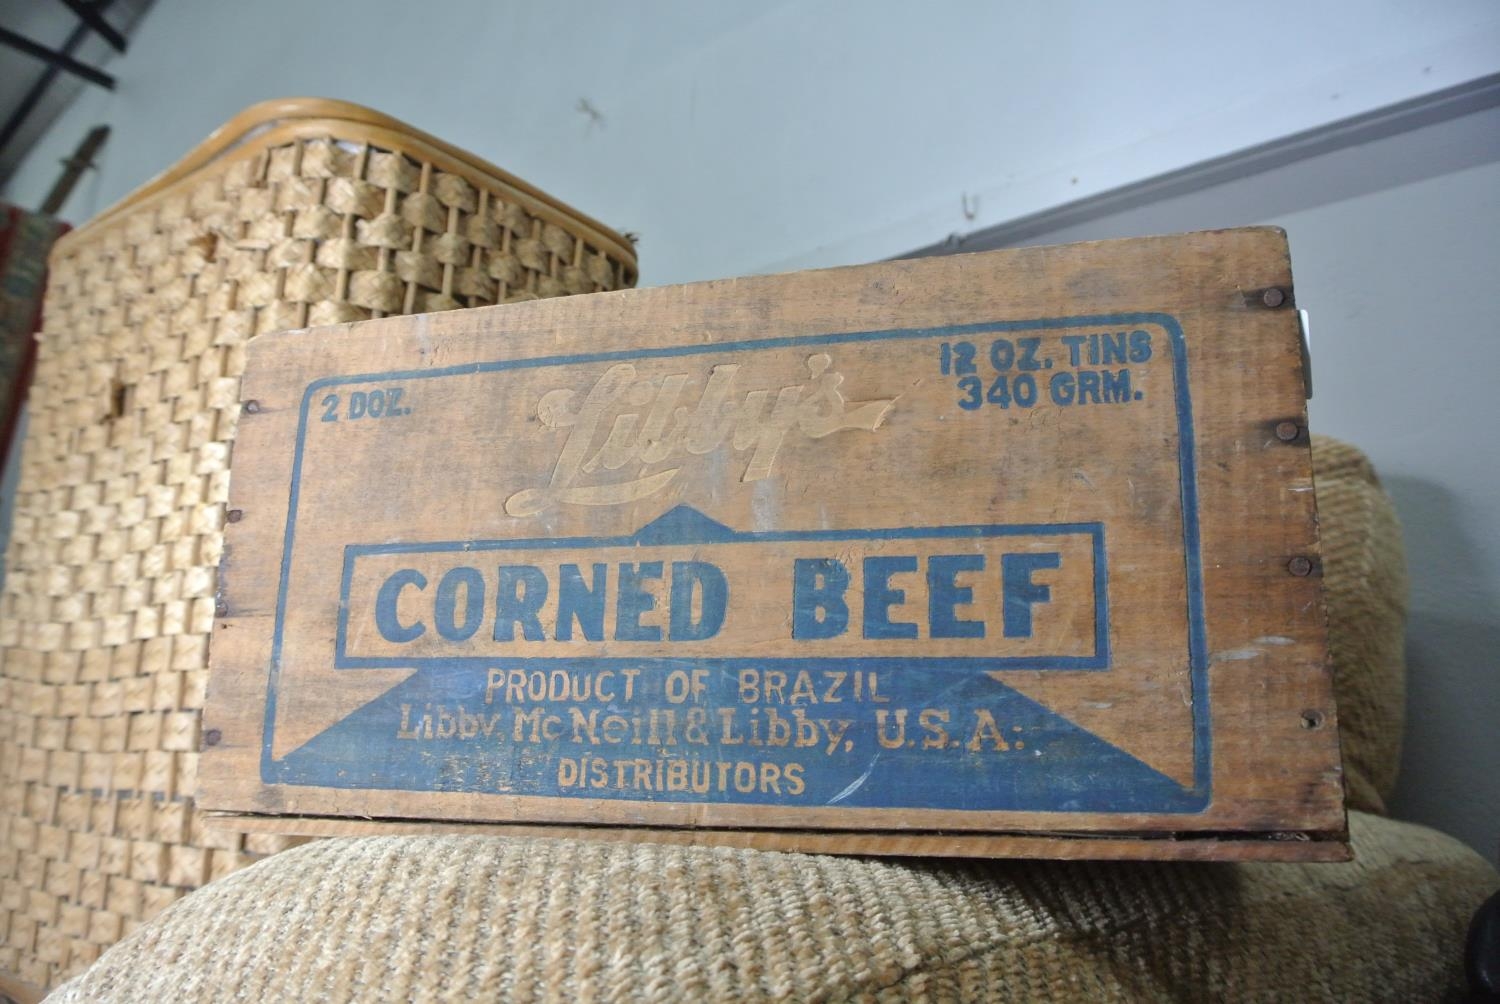 2 DOZ.
Libby's
12 OZ. TINS
340 GRM.
CORNED BEEF
PRODUCT OF BRAZIL
Libby, McNeill & Libby, U.S.A.
DISTRIBUTORS